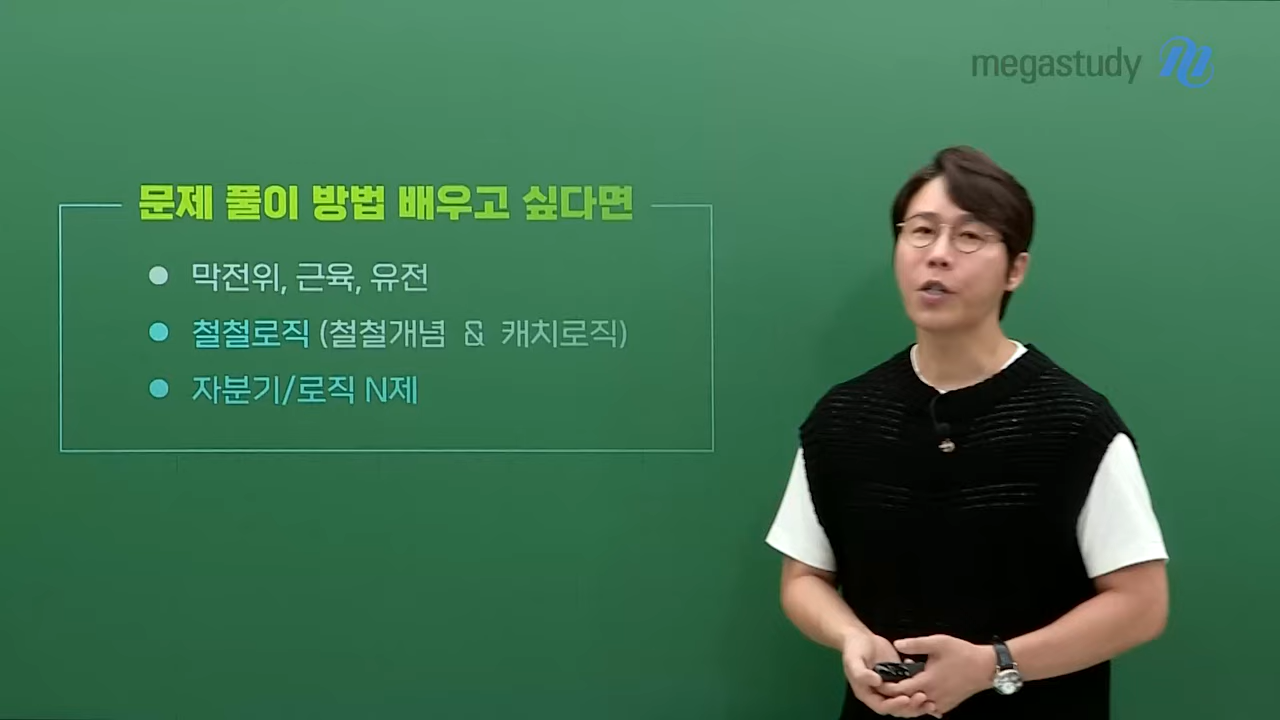 megastudy
문제 풀이 방법 배우고 싶다면
● 막전위, 근육, 유전
● 철철로직 (철철개념 & 캐치로직)
● 자분기/로직 N제